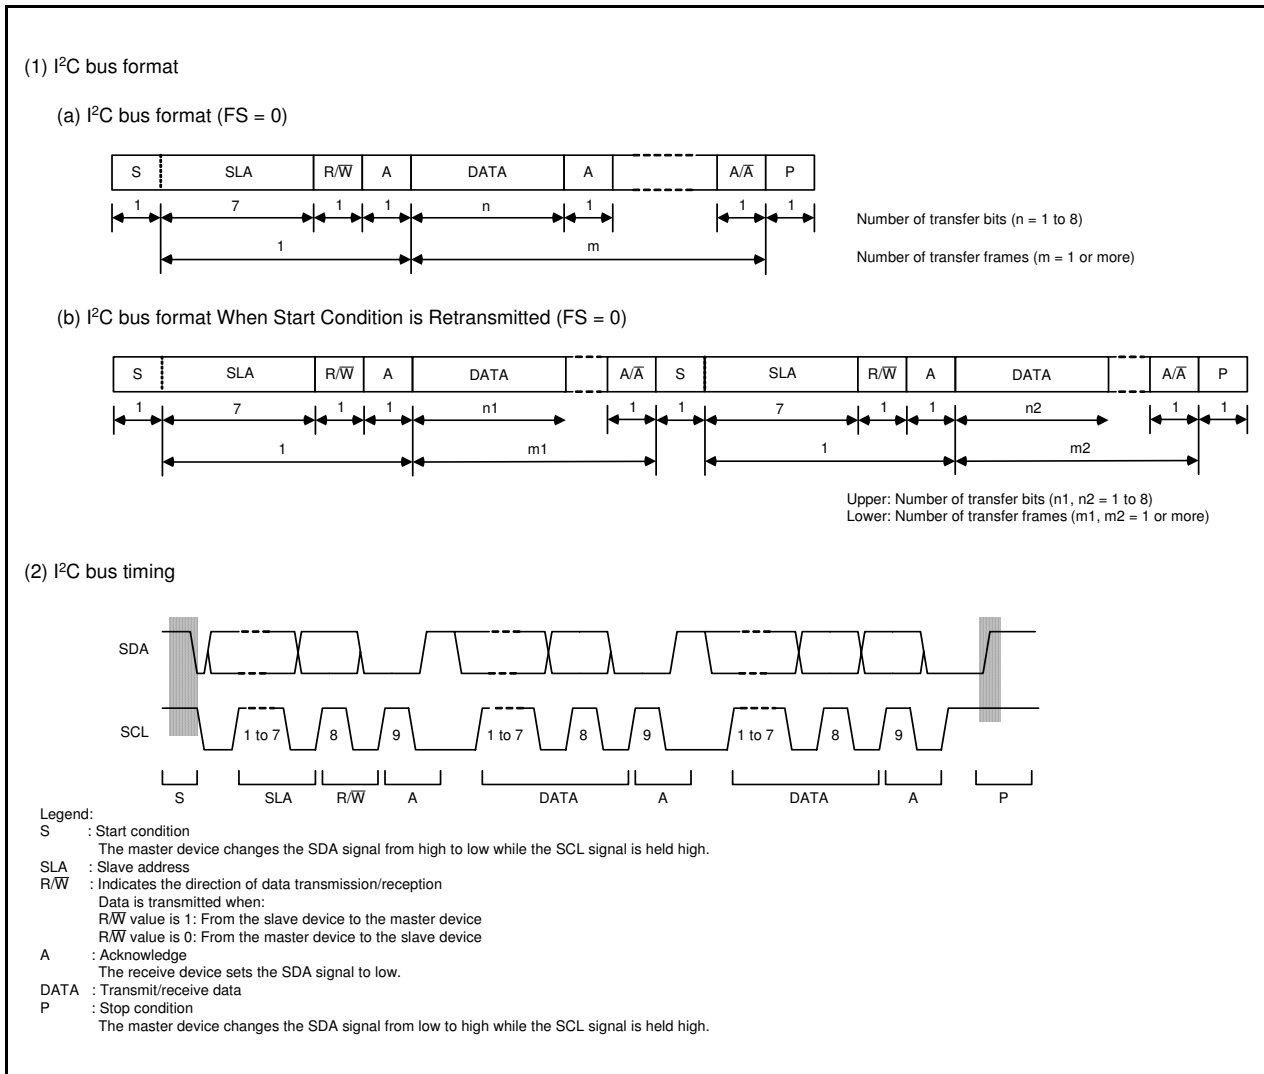 (1) I²C bus format
(a) I²C bus format (FS = 0)
S SLA R/W̅ A DATA A A/A̅ P
1 7 1 1 n 1 1 1
Number of transfer bits (n = 1 to 8)
1 m
Number of transfer frames (m = 1 or more)
(b) I²C bus format When Start Condition is Retransmitted (FS = 0)
S SLA R/W̅ A DATA A/A̅ S SLA R/W̅ A DATA A/A̅ P
1 7 1 1 n1 1 1 7 1 1 n2 1 1
1 m1 1 m2
Upper: Number of transfer bits (n1, n2 = 1 to 8)
Lower: Number of transfer frames (m1, m2 = 1 or more)
(2) I²C bus timing
SDA
SCL 1 to 7 8 9 1 to 7 8 9 1 to 7 8 9
S SLA R/W̅ A DATA A DATA A P
Legend:
S : Start condition
The master device changes the SDA signal from high to low while the SCL signal is held high.
SLA : Slave address
R/W̅ : Indicates the direction of data transmission/reception
Data is transmitted when:
R/W̅ value is 1: From the slave device to the master device
R/W̅ value is 0: From the master device to the slave device
A : Acknowledge
The receive device sets the SDA signal to low.
DATA : Transmit/receive data
P : Stop condition
The master device changes the SDA signal from low to high while the SCL signal is held high.